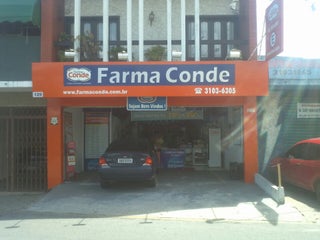 Conde
Farma Conde
www.farmaconde.com.br
☎ 3103-6305
Sejam Bem Vindos!